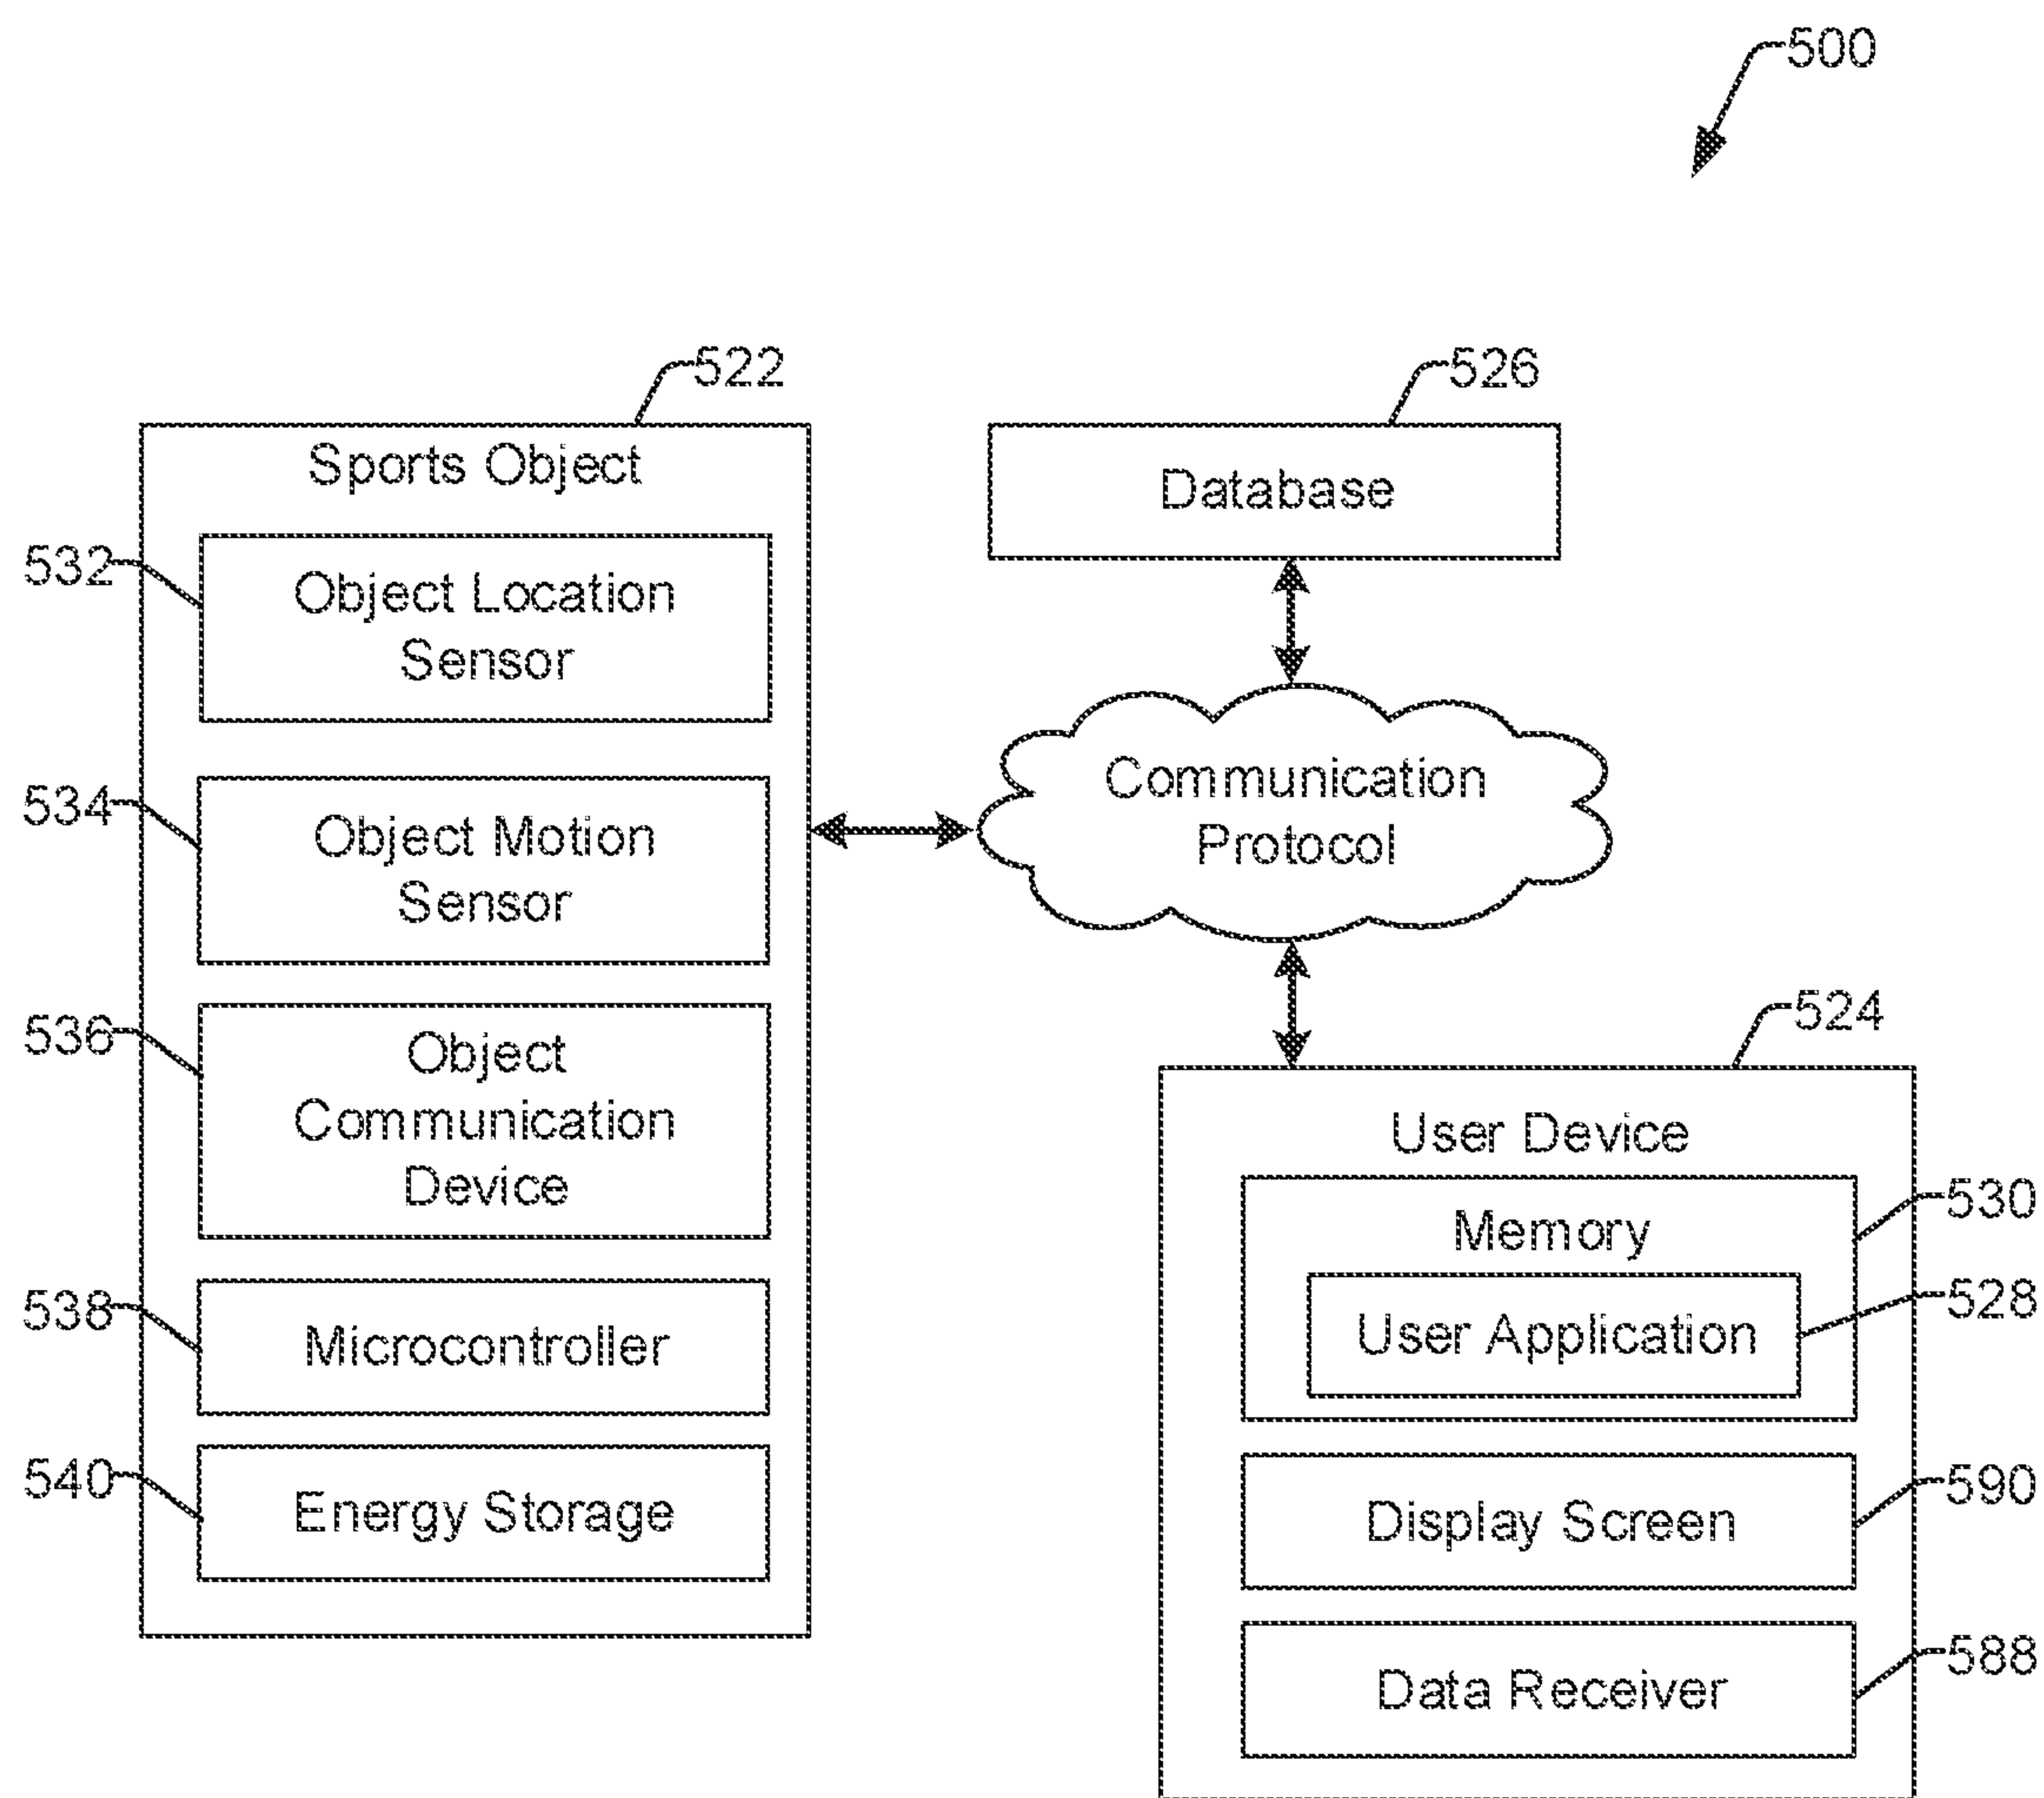 500
522
Sports Object
532
Object Location
Sensor
534
Object Motion
Sensor
536
Object
Communication
Device
538
Microcontroller
540
Energy Storage
526
Database
Communication
Protocol
524
User Device
530
Memory
528
User Application
590
Display Screen
588
Data Receiver